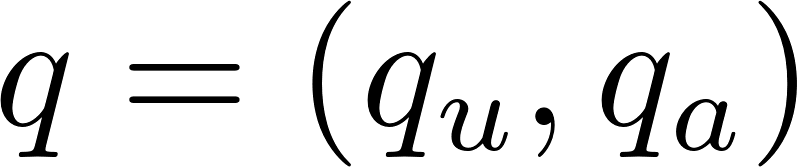 q = (q_u, q_a)